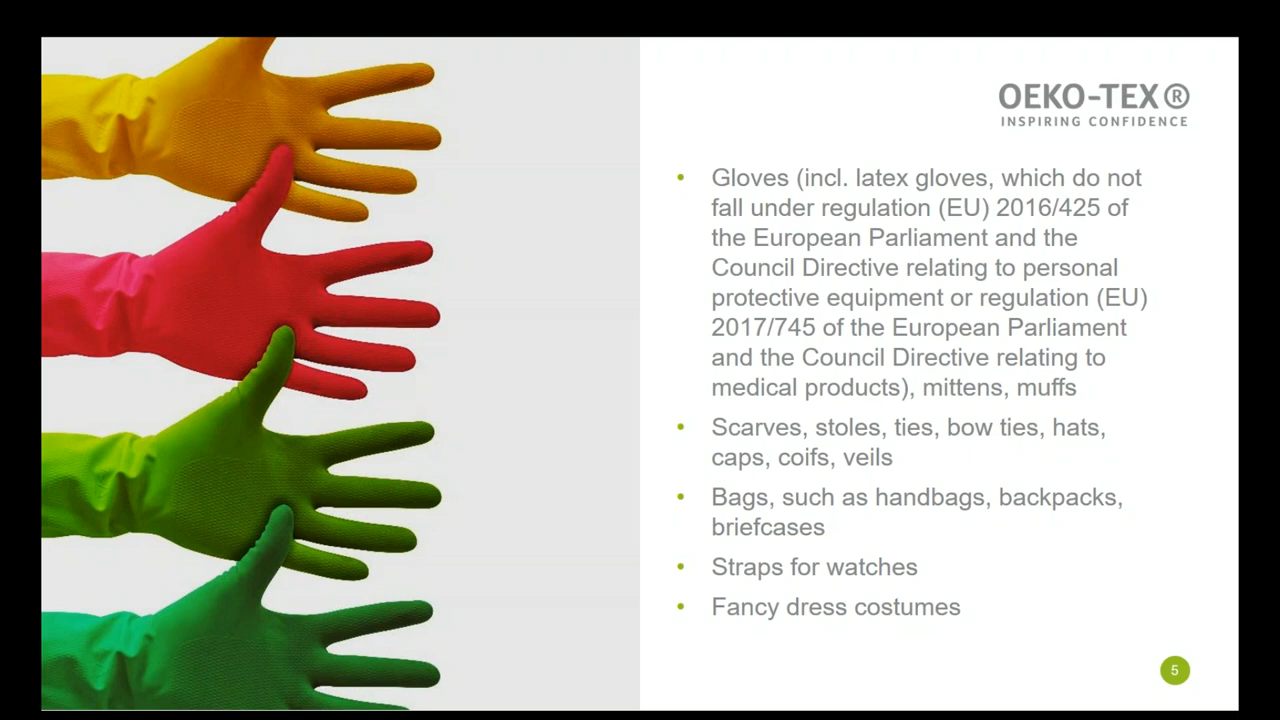 OEKO-TEX®
INSPIRING CONFIDENCE
• Gloves (incl. latex gloves, which do not
fall under regulation (EU) 2016/425 of
the European Parliament and the
Council Directive relating to personal
protective equipment or regulation (EU)
2017/745 of the European Parliament
and the Council Directive relating to
medical products), mittens, muffs
• Scarves, stoles, ties, bow ties, hats,
caps, coifs, veils
• Bags, such as handbags, backpacks,
briefcases
• Straps for watches
• Fancy dress costumes
5